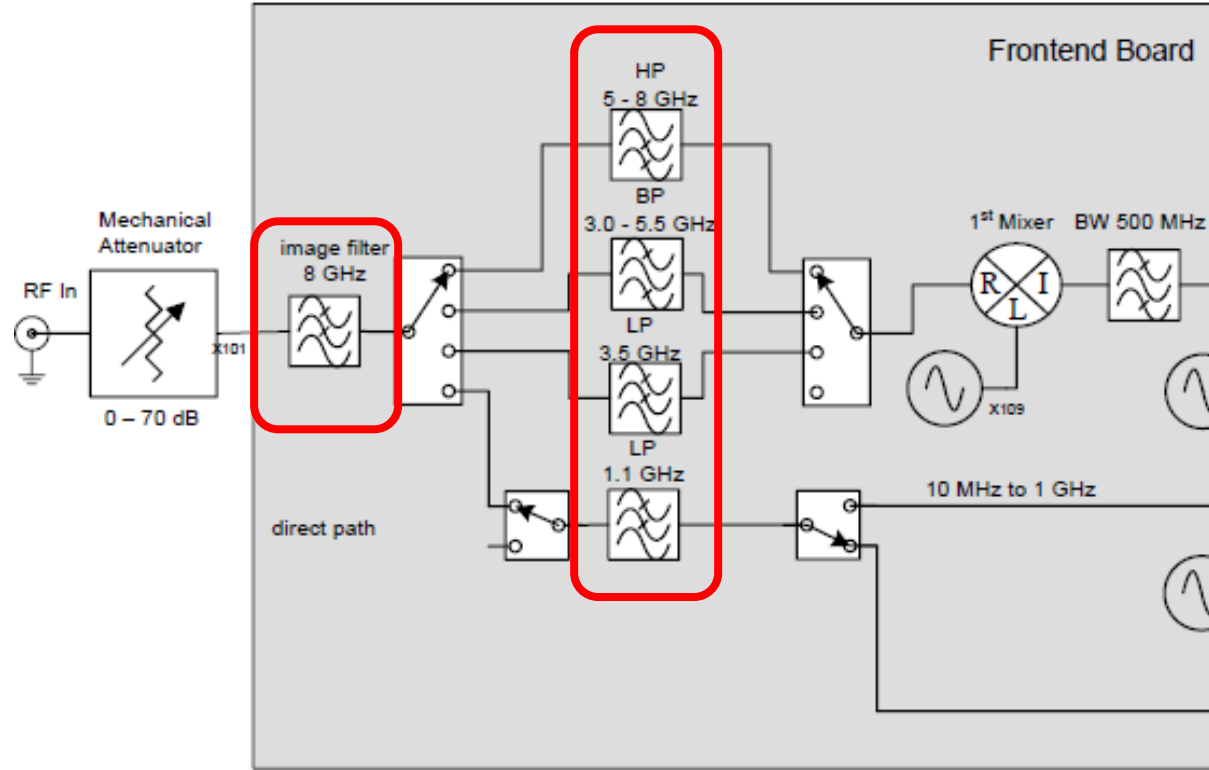 Frontend Board
HP
5 - 8 GHz
BP
3.0 - 5.5 GHz
LP
3.5 GHz
LP
1.1 GHz
Mechanical
Attenuator
RF In
0 – 70 dB
X101
image filter
8 GHz
1st Mixer
BW 500 MHz
R
I
L
X109
10 MHz to 1 GHz
direct path